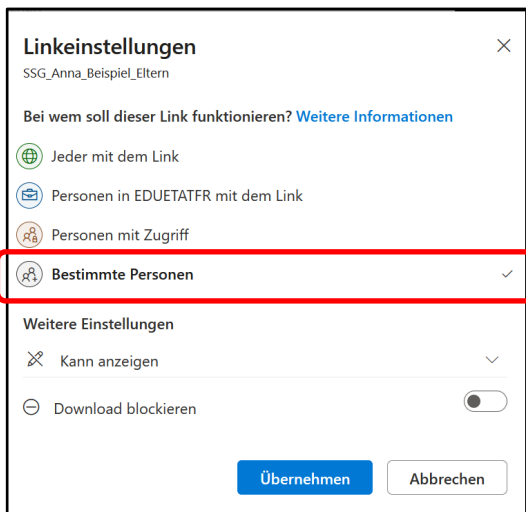 Linkeinstellungen
SSG_Anna_Beispiel_Eltern
Bei wem soll dieser Link funktionieren? Weitere Informationen
Jeder mit dem Link
Personen in EDUETATFR mit dem Link
Personen mit Zugriff
Bestimmte Personen
Weitere Einstellungen
Kann anzeigen
Download blockieren
Übernehmen Abbrechen